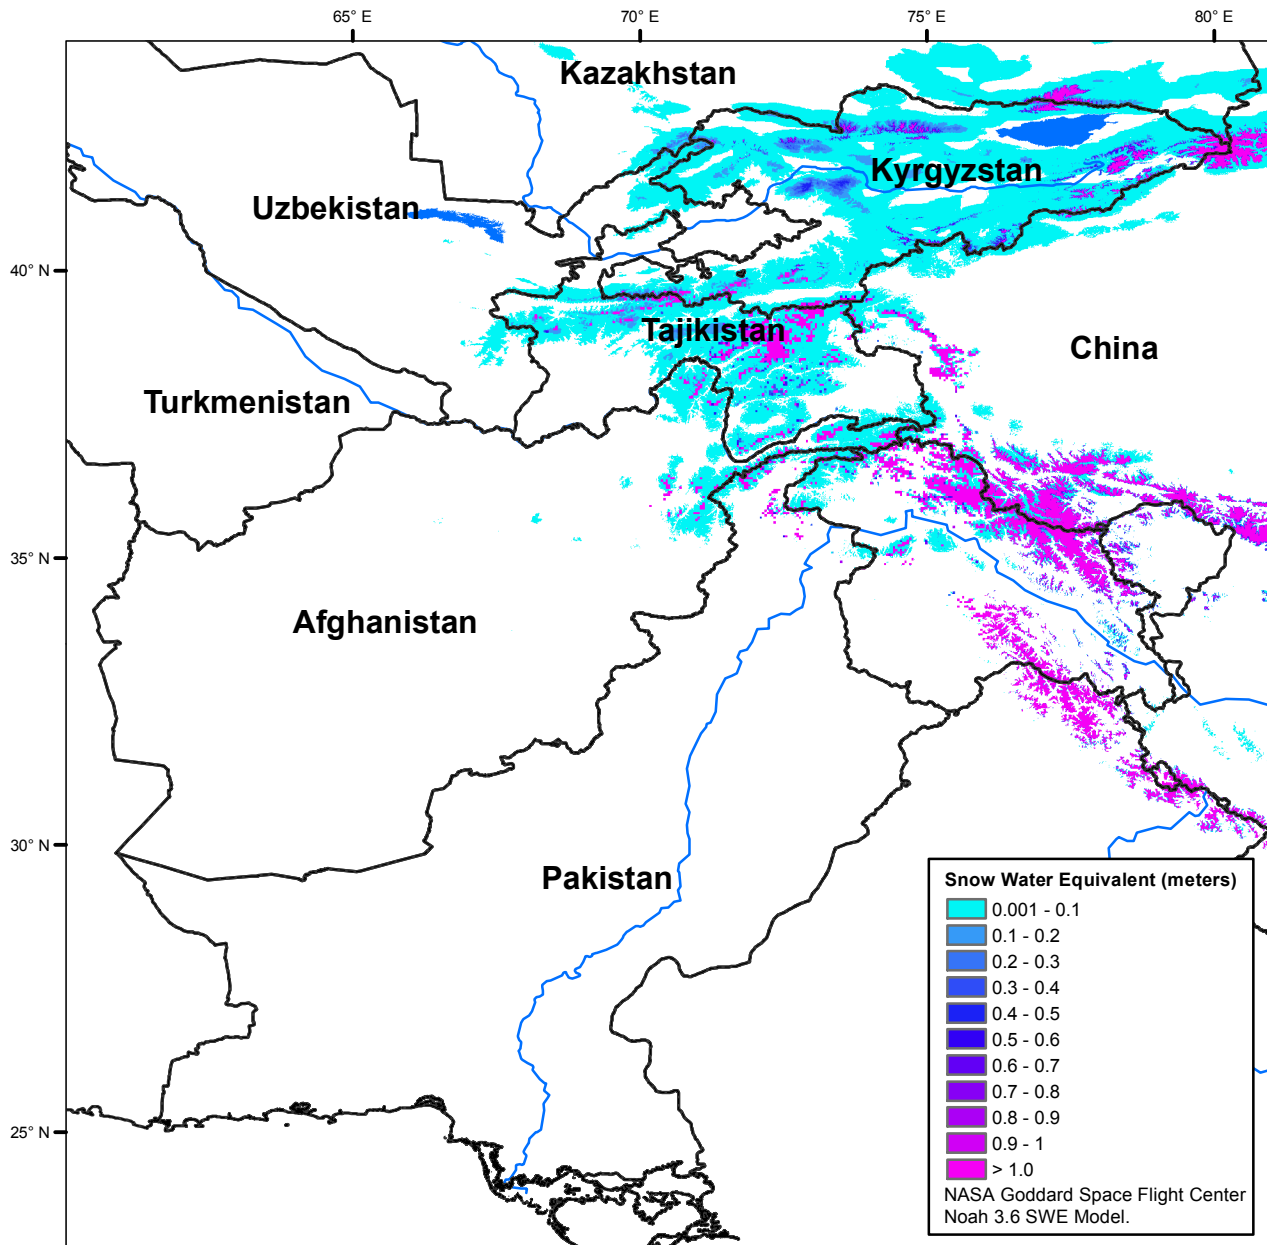 65° E
70° E
75° E
80° E
Kazakhstan
Kyrgyzstan
Uzbekistan
40° N
Tajikistan
China
Turkmenistan
35° N
Afghanistan
30° N
Pakistan
25° N
Snow Water Equivalent (meters)
0.001 - 0.1
0.1 - 0.2
0.2 - 0.3
0.3 - 0.4
0.4 - 0.5
0.5 - 0.6
0.6 - 0.7
0.7 - 0.8
0.8 - 0.9
0.9 - 1
> 1.0
NASA Goddard Space Flight Center
Noah 3.6 SWE Model.